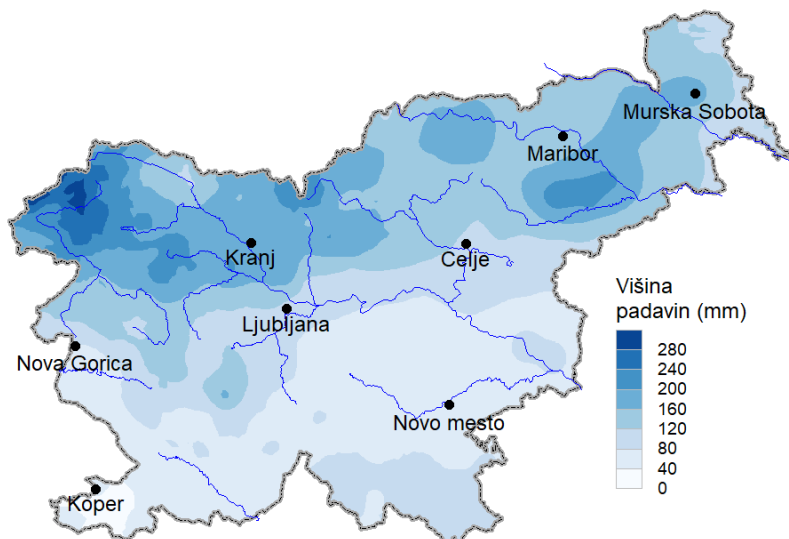 Murska Sobota
Maribor
Kranj
Celje
Ljubljana
Nova Gorica
Novo mesto
Koper
Višina
padavin (mm)
280
240
200
160
120
80
40
0